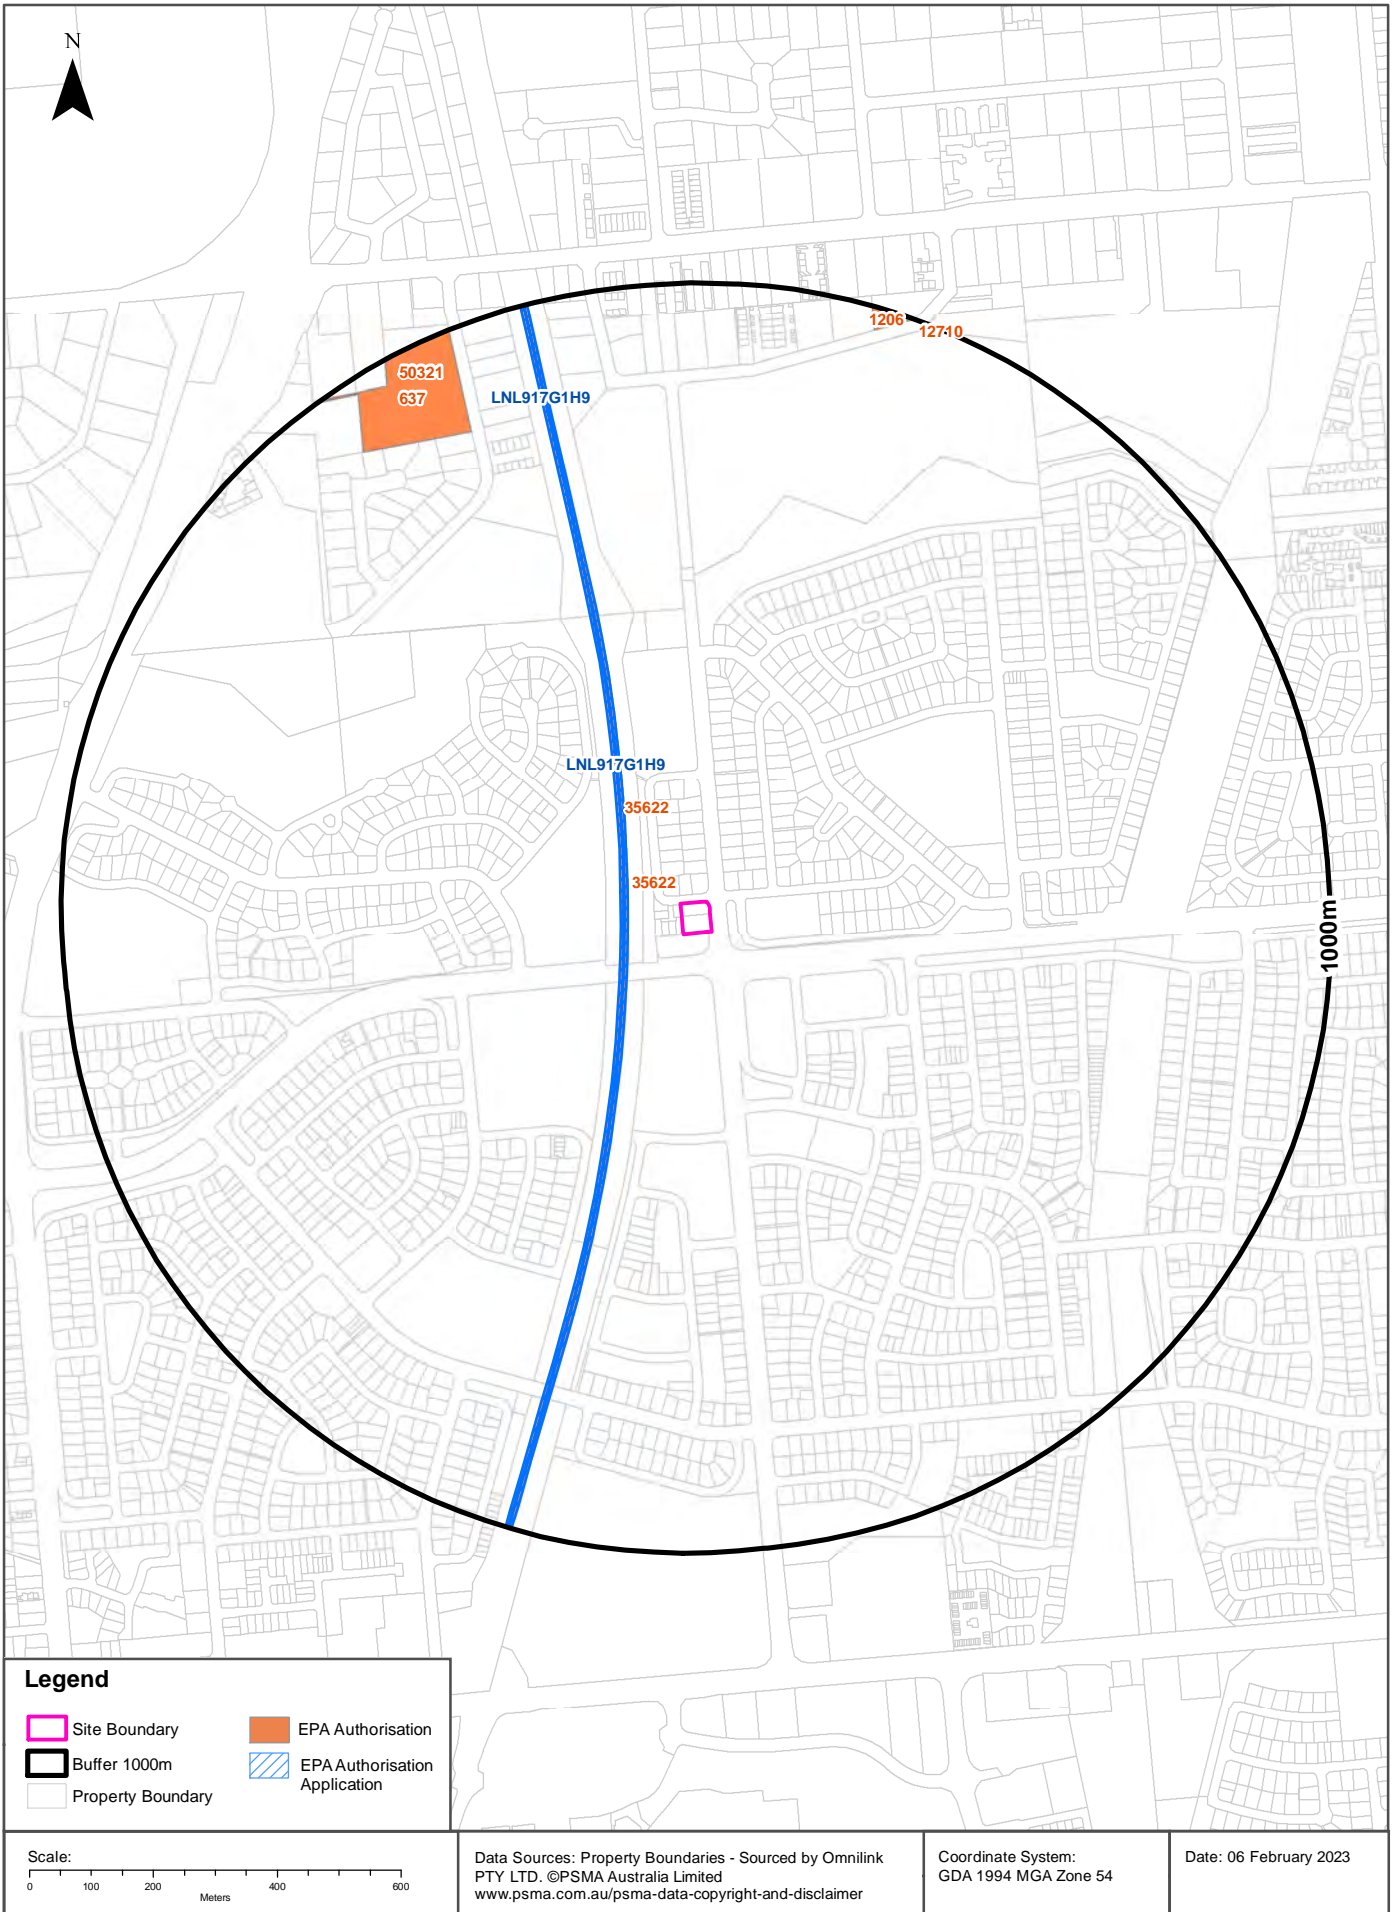 N
1206
12710
50321
637
LNL917G1H9
LNL917G1H9
35622
35622
1000m
Legend
Site Boundary
Buffer 1000m
Property Boundary
EPA Authorisation
EPA Authorisation
Application
Scale:
0 100 200 400 600
Meters
Data Sources: Property Boundaries - Sourced by Omnilink
PTY LTD. ©PSMA Australia Limited
www.psma.com.au/psma-data-copyright-and-disclaimer
Coordinate System:
GDA 1994 MGA Zone 54
Date: 06 February 2023